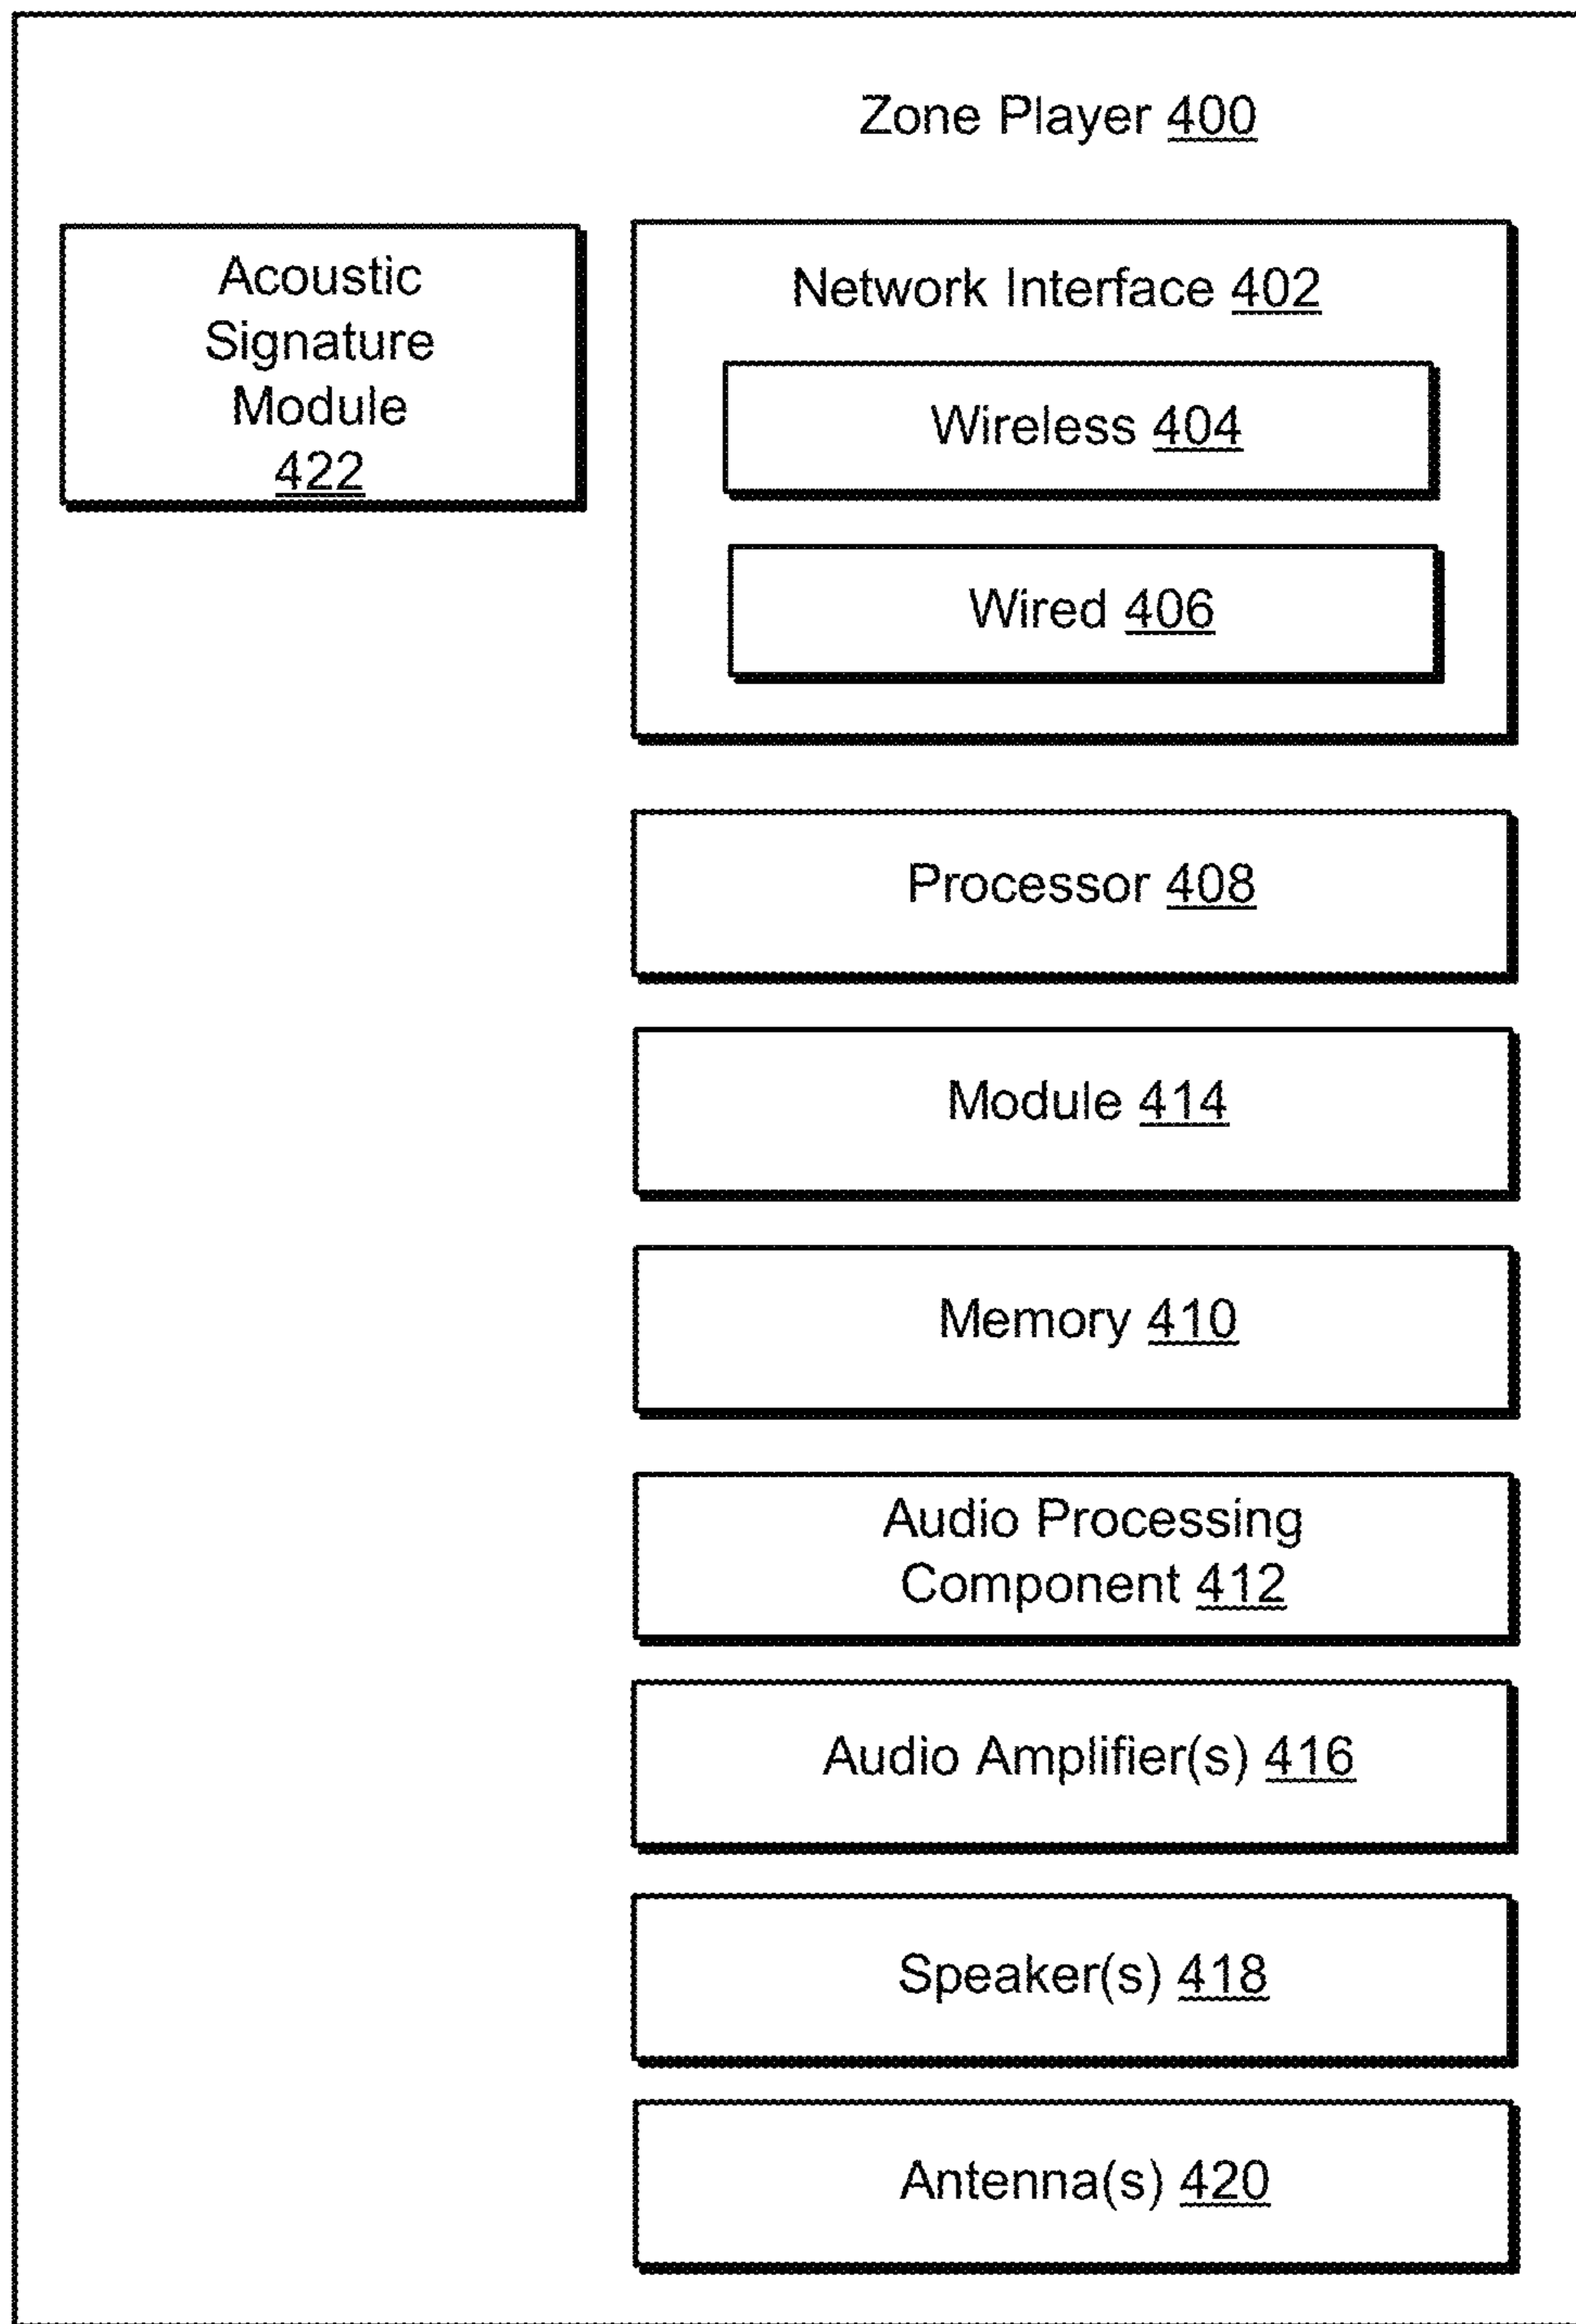 Zone Player 400
Acoustic
Signature
Module
422
Network Interface 402
Wireless 404
Wired 406
Processor 408
Module 414
Memory 410
Audio Processing
Component 412
Audio Amplifier(s) 416
Speaker(s) 418
Antenna(s) 420